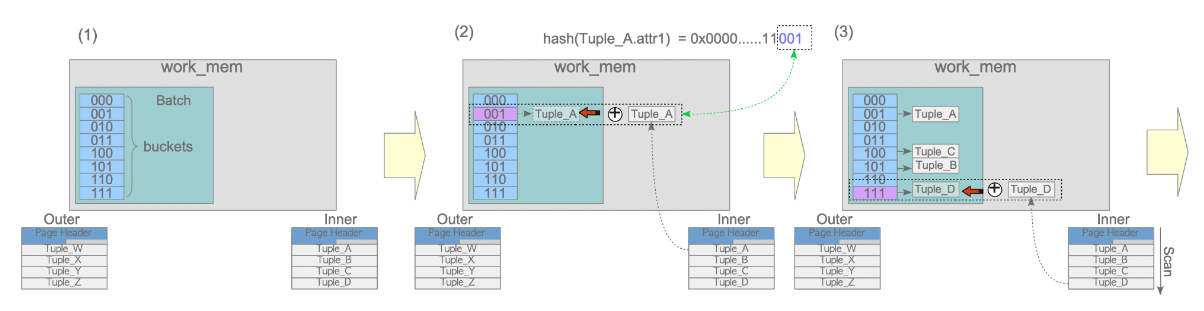 (1)
work_mem
000
001
010
011
100
101
110
111
Batch
buckets
Outer
Page Header
Tuple_W
Tuple_X
Tuple_Y
Tuple_Z
Inner
Page Header
Tuple_A
Tuple_B
Tuple_C
Tuple_D
(2)
hash(Tuple_A.attr1) = 0x0000......11001
work_mem
000
001
010
011
100
101
110
111
Tuple_A
Tuple_A
Outer
Page Header
Tuple_W
Tuple_X
Tuple_Y
Tuple_Z
Inner
Page Header
Tuple_A
Tuple_B
Tuple_C
Tuple_D
(3)
work_mem
000
001
010
011
100
101
110
111
Tuple_A
Tuple_C
Tuple_B
Tuple_D
Tuple_D
Outer
Page Header
Tuple_W
Tuple_X
Tuple_Y
Tuple_Z
Inner
Page Header
Tuple_A
Tuple_B
Tuple_C
Tuple_D
Scan